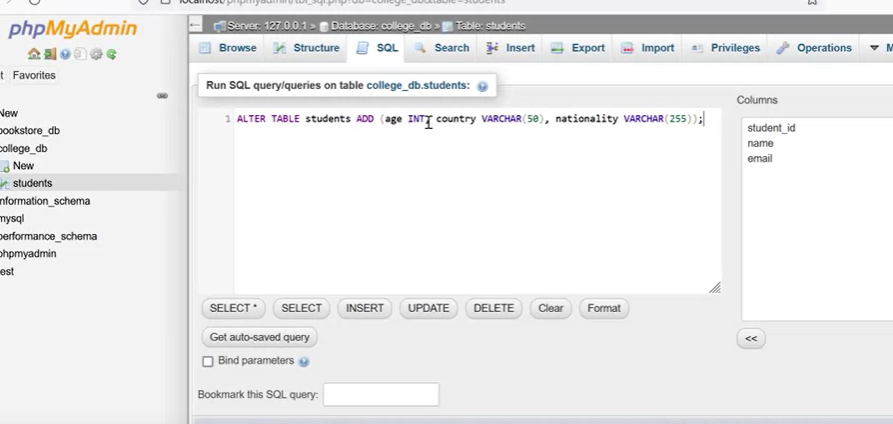 localhost/phpmyadmin/tbl_sql.php?db=college_db&table=students
phpMyAdmin
Server: 127.0.0.1 » Database: college_db » Table: students
Browse Structure SQL Search Insert Export Import Privileges Operations
t Favorites
New
bookstore_db
college_db
New
students
nformation_schema
mysql
performance_schema
phpmyadmin
est
Run SQL query/queries on table college_db.students:
1 ALTER TABLE students ADD (age INT, country VARCHAR(50), nationality VARCHAR(255));
Columns
student_id
name
email
SELECT * SELECT INSERT UPDATE DELETE Clear Format
<<
Get auto-saved query
Bind parameters
Bookmark this SQL query: